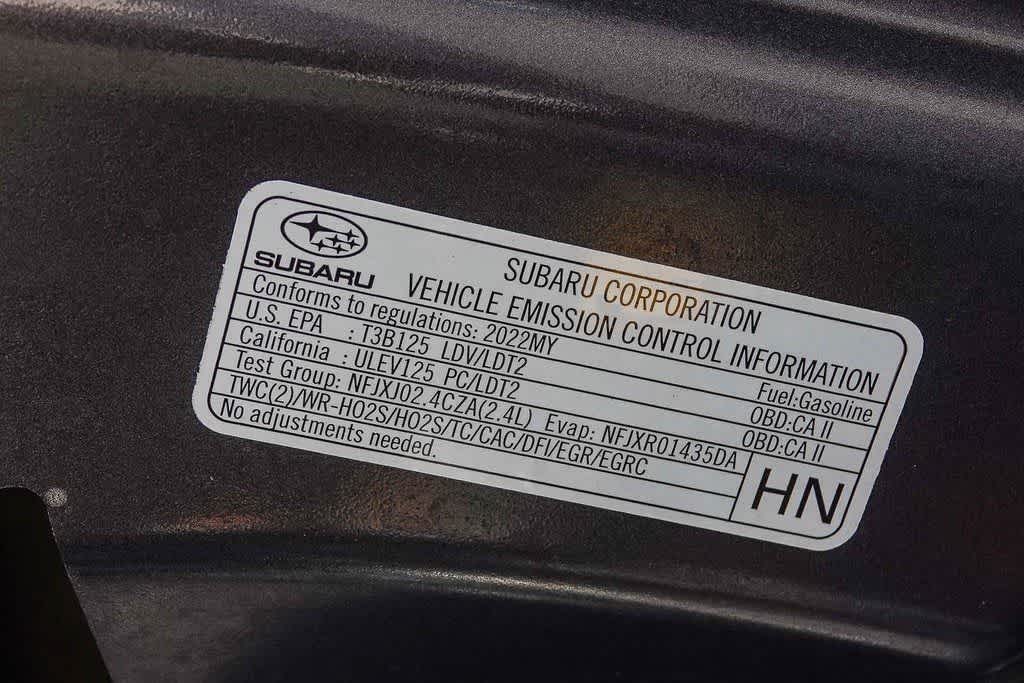 SUBARU
SUBARU CORPORATION
VEHICLE EMISSION CONTROL INFORMATION
Conforms to regulations: 2022MY Fuel:Gasoline
U.S. EPA : T3B125 LDV/LDT2 OBD:CA II
California : ULEV125 PC/LDT2 OBD:CA II
Test Group: NFJXJ02.4CZA(2.4L) Evap: NFJXR01435DA
TWC(2)/WR-HO2S/HO2S/TC/CAC/DFI/EGR/EGRC
No adjustments needed.
HN